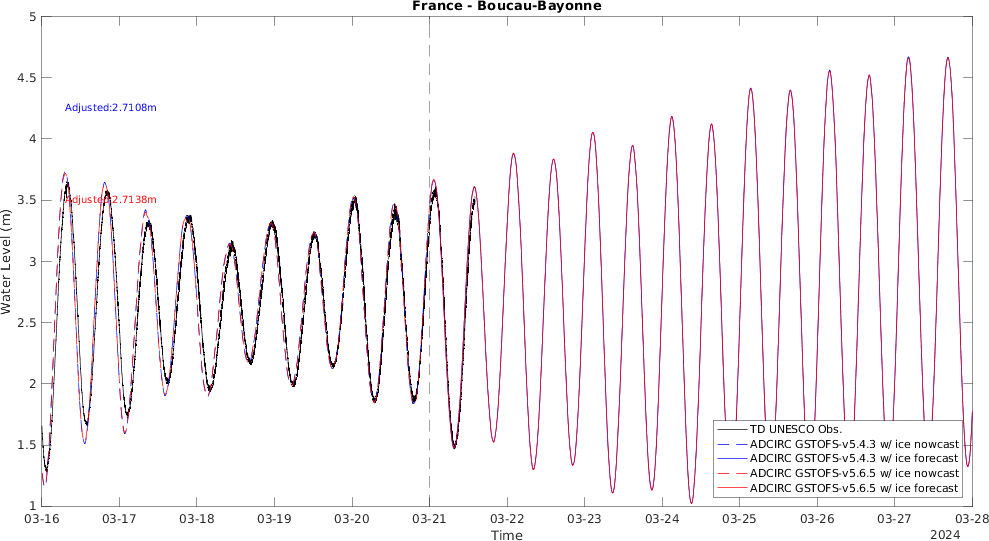 France - Boucau-Bayonne
5
4.5
4
3.5
3
2.5
2
1.5
1
Water Level (m)
Adjusted:2.7108m
Adjusted:2.7138m
TD UNESCO Obs.
ADCIRC GSTOFS-v5.4.3 w/ ice nowcast
ADCIRC GSTOFS-v5.4.3 w/ ice forecast
ADCIRC GSTOFS-v5.6.5 w/ ice nowcast
ADCIRC GSTOFS-v5.6.5 w/ ice forecast
03-16 03-17 03-18 03-19 03-20 03-21 03-22 03-23 03-24 03-25 03-26 03-27 03-28
Time
2024